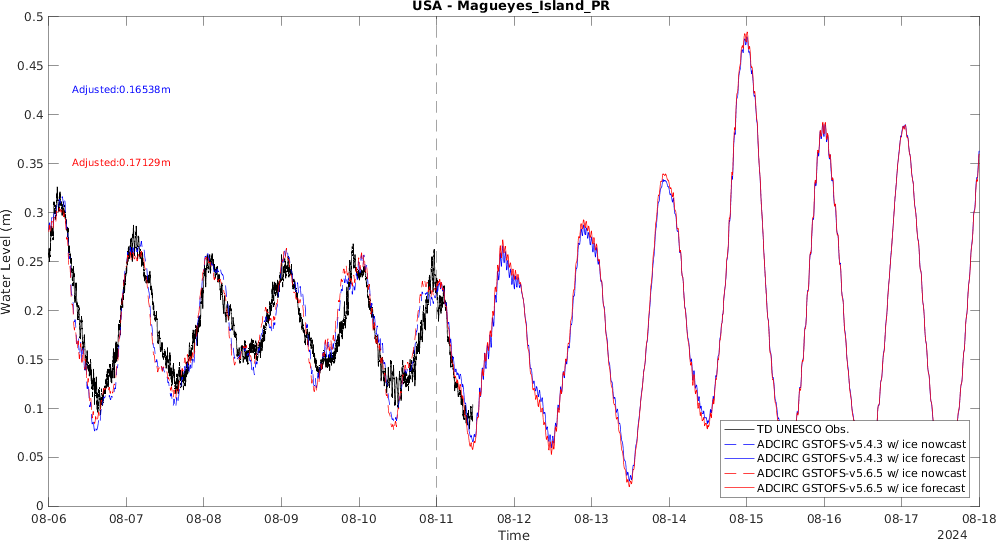 USA - Magueyes_Island_PR
0.5
0.45
0.4
0.35
0.3
0.25
0.2
0.15
0.1
0.05
0
Water Level (m)
Adjusted:0.16538m
Adjusted:0.17129m
TD UNESCO Obs.
ADCIRC GSTOFS-v5.4.3 w/ ice nowcast
ADCIRC GSTOFS-v5.4.3 w/ ice forecast
ADCIRC GSTOFS-v5.6.5 w/ ice nowcast
ADCIRC GSTOFS-v5.6.5 w/ ice forecast
08-06 08-07 08-08 08-09 08-10 08-11 08-12 08-13 08-14 08-15 08-16 08-17 08-18
Time
2024